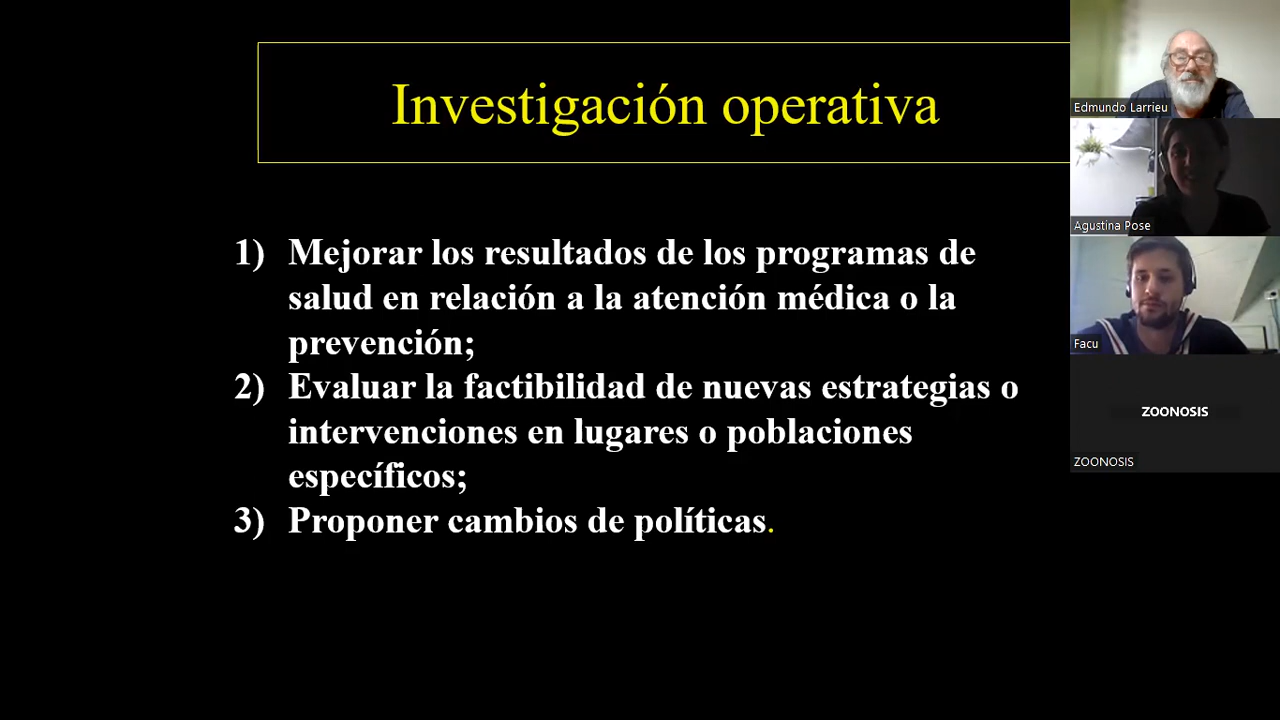 Investigación operativa
1) Mejorar los resultados de los programas de
salud en relación a la atención médica o la
prevención;
2) Evaluar la factibilidad de nuevas estrategias o
intervenciones en lugares o poblaciones
específicos;
3) Proponer cambios de políticas.
Edmundo Larrieu
Agustina Pose
Facu
ZOONOSIS
ZOONOSIS